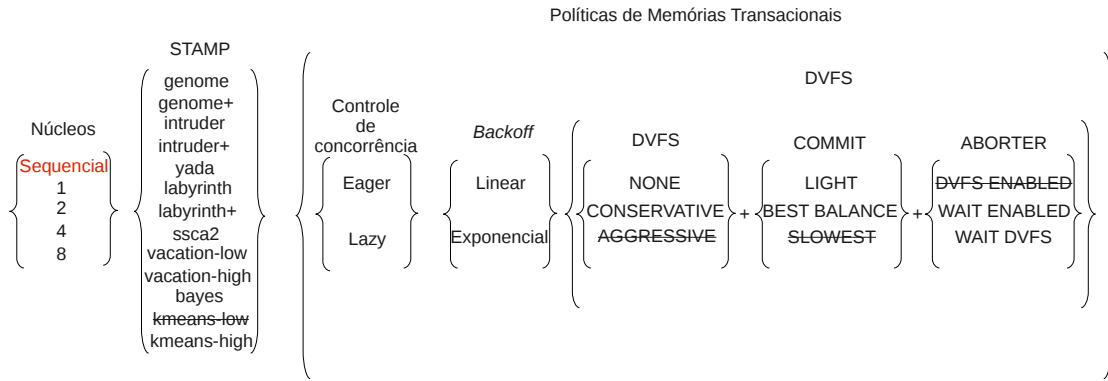 Políticas de Memórias Transacionais
STAMP
DVFS
Núcleos
Sequencial
1
2
4
8
genome
genome+
intruder
intruder+
yada
labyrinth
labyrinth+
ssca2
vacation-low
vacation-high
bayes
kmeans-low
kmeans-high
Controle
de
concorrência
Eager
Lazy
Backoff
Linear
Exponencial
DVFS
NONE
CONSERVATIVE
AGGRESSIVE
+
COMMIT
LIGHT
BEST BALANCE
SLOWEST
+
ABORTER
DVFS ENABLED
WAIT ENABLED
WAIT DVFS